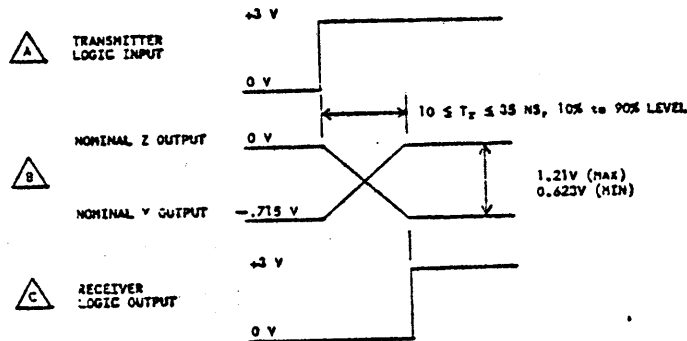 +3 V
A
TRANSMITTER
LOGIC INPUT
0 V
10 ≤ Tr ≤ 35 NS, 10% to 90% LEVEL
NOMINAL Z OUTPUT
0 V
B
1.21V (MAX)
0.623V (MIN)
NOMINAL Y OUTPUT
-.715 V
+3 V
C
RECEIVER
LOGIC OUTPUT
0 V